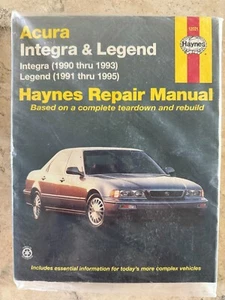 Acura
Integra & Legend
Integra (1990 thru 1993)
Legend (1991 thru 1995)
Haynes
Haynes Repair Manual
Based on a complete teardown and rebuild
Includes essential information for today's more complex vehicles